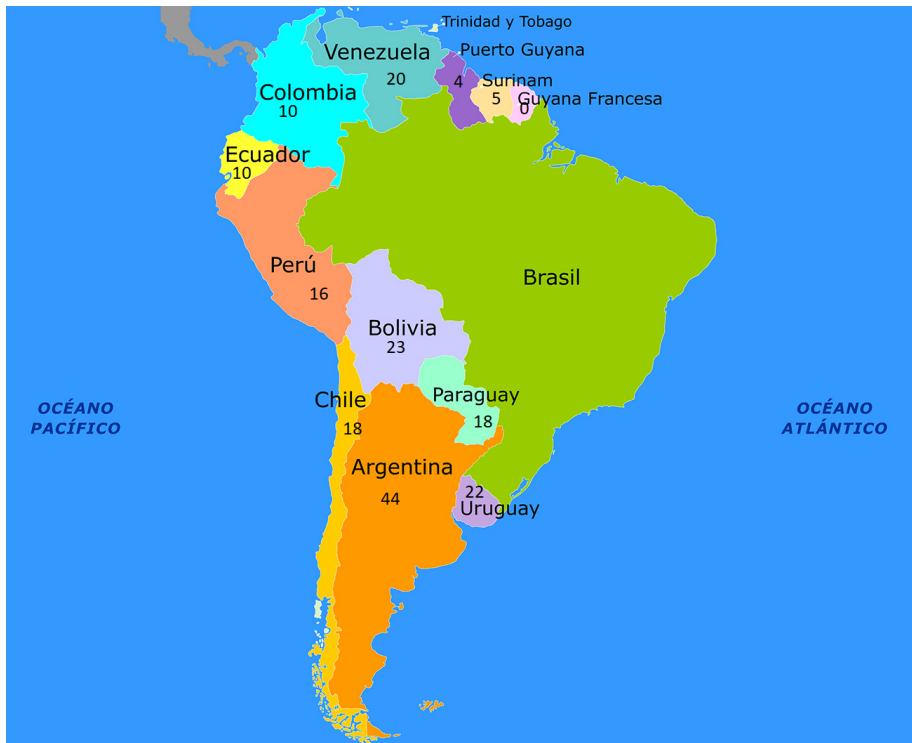 Trinidad y Tobago
Venezuela
Puerto Guyana
20
4
Surinam
Colombia
5
Guyana Francesa
10
0
Ecuador
10
Perú
16
Brasil
Bolivia
23
Chile
Paraguay
18
18
OCÉANO
PACÍFICO
OCÉANO
ATLÁNTICO
Argentina
44
22
Uruguay